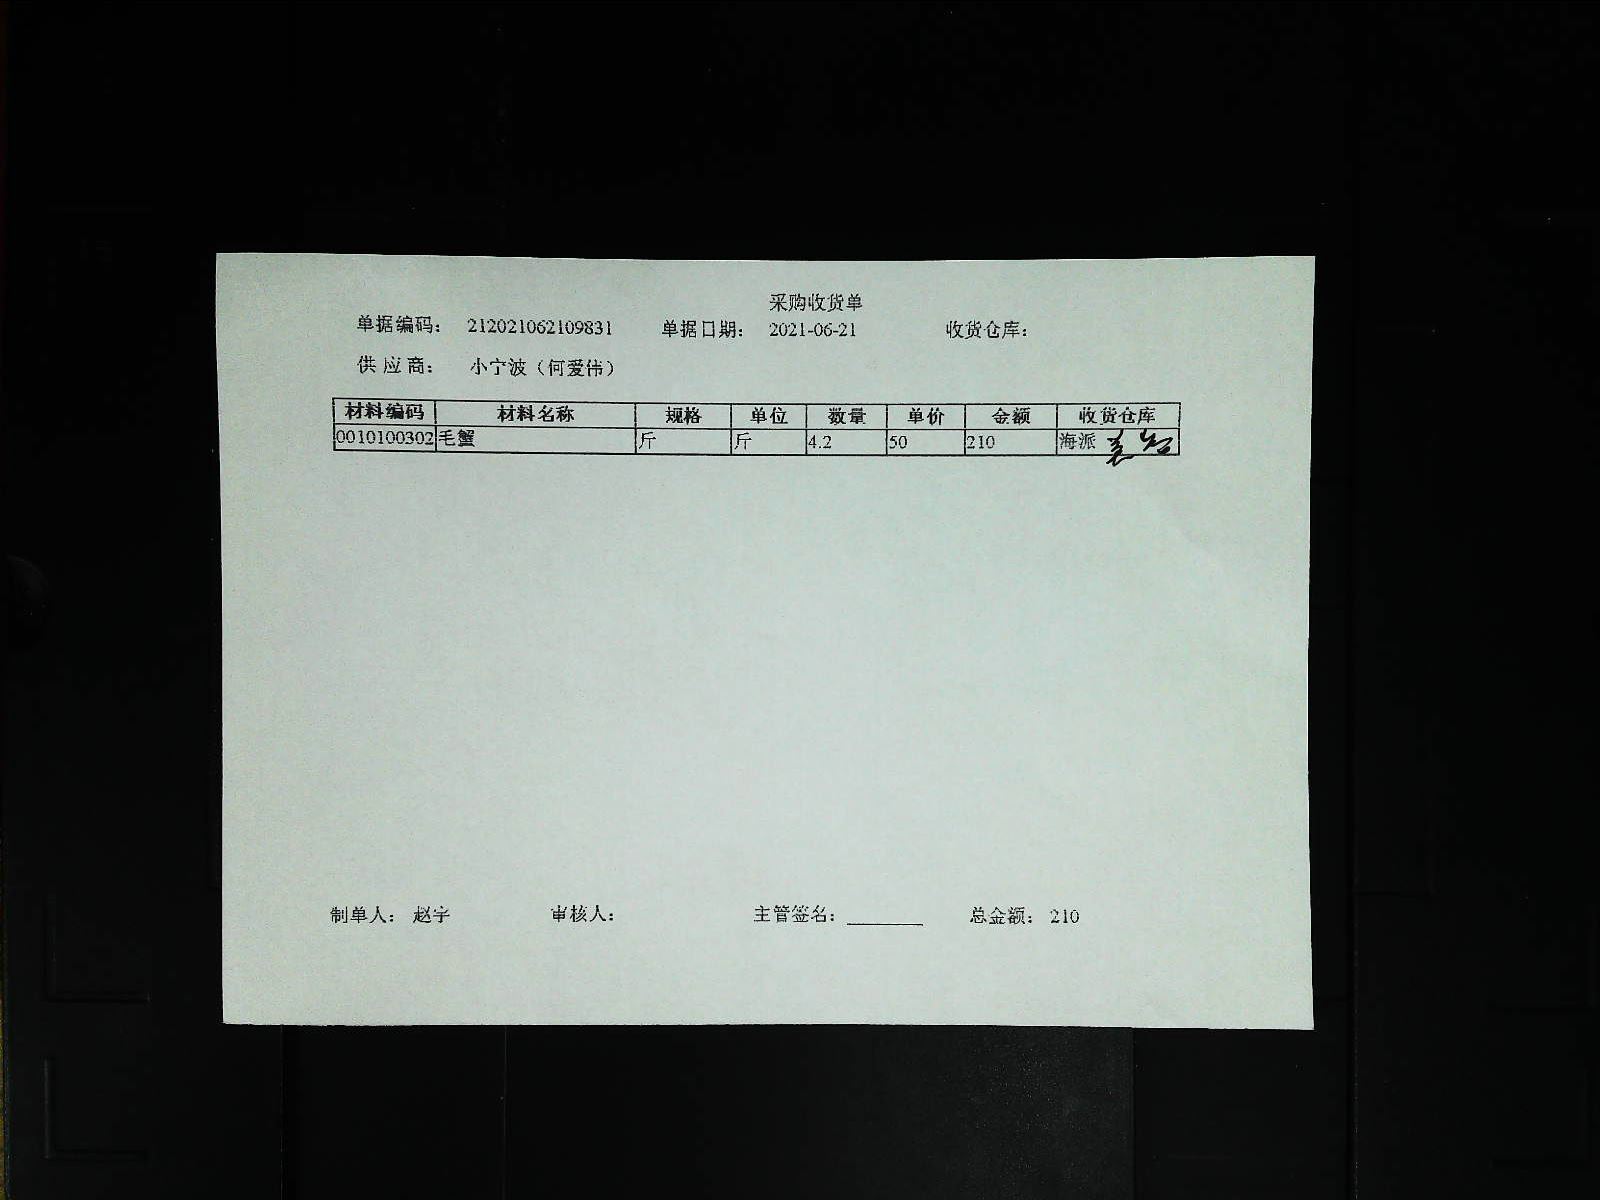 采购收货单
单据编码： 212021062109831 单据日期： 2021-06-21 收货仓库：
供应商： 小宁波（何爱伟）
材料编码 材料名称 规格 单位 数量 单价 金额 收货仓库
0010100302 毛蟹 斤 斤 4.2 50 210 海派
制单人： 赵宇 审核人： 主管签名： 总金额： 210